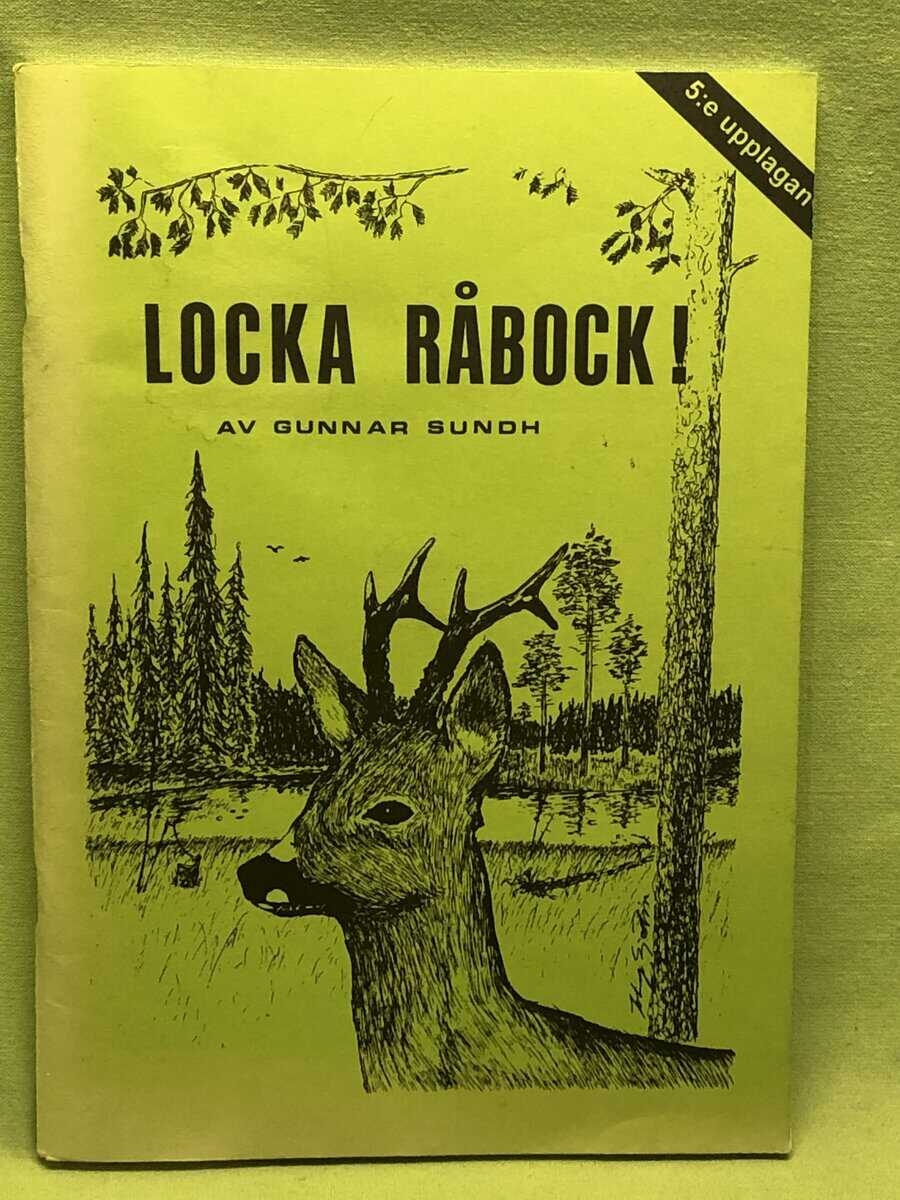 5:e upplagan
LOCKA RÅBOCK!
AV GUNNAR SUNDH